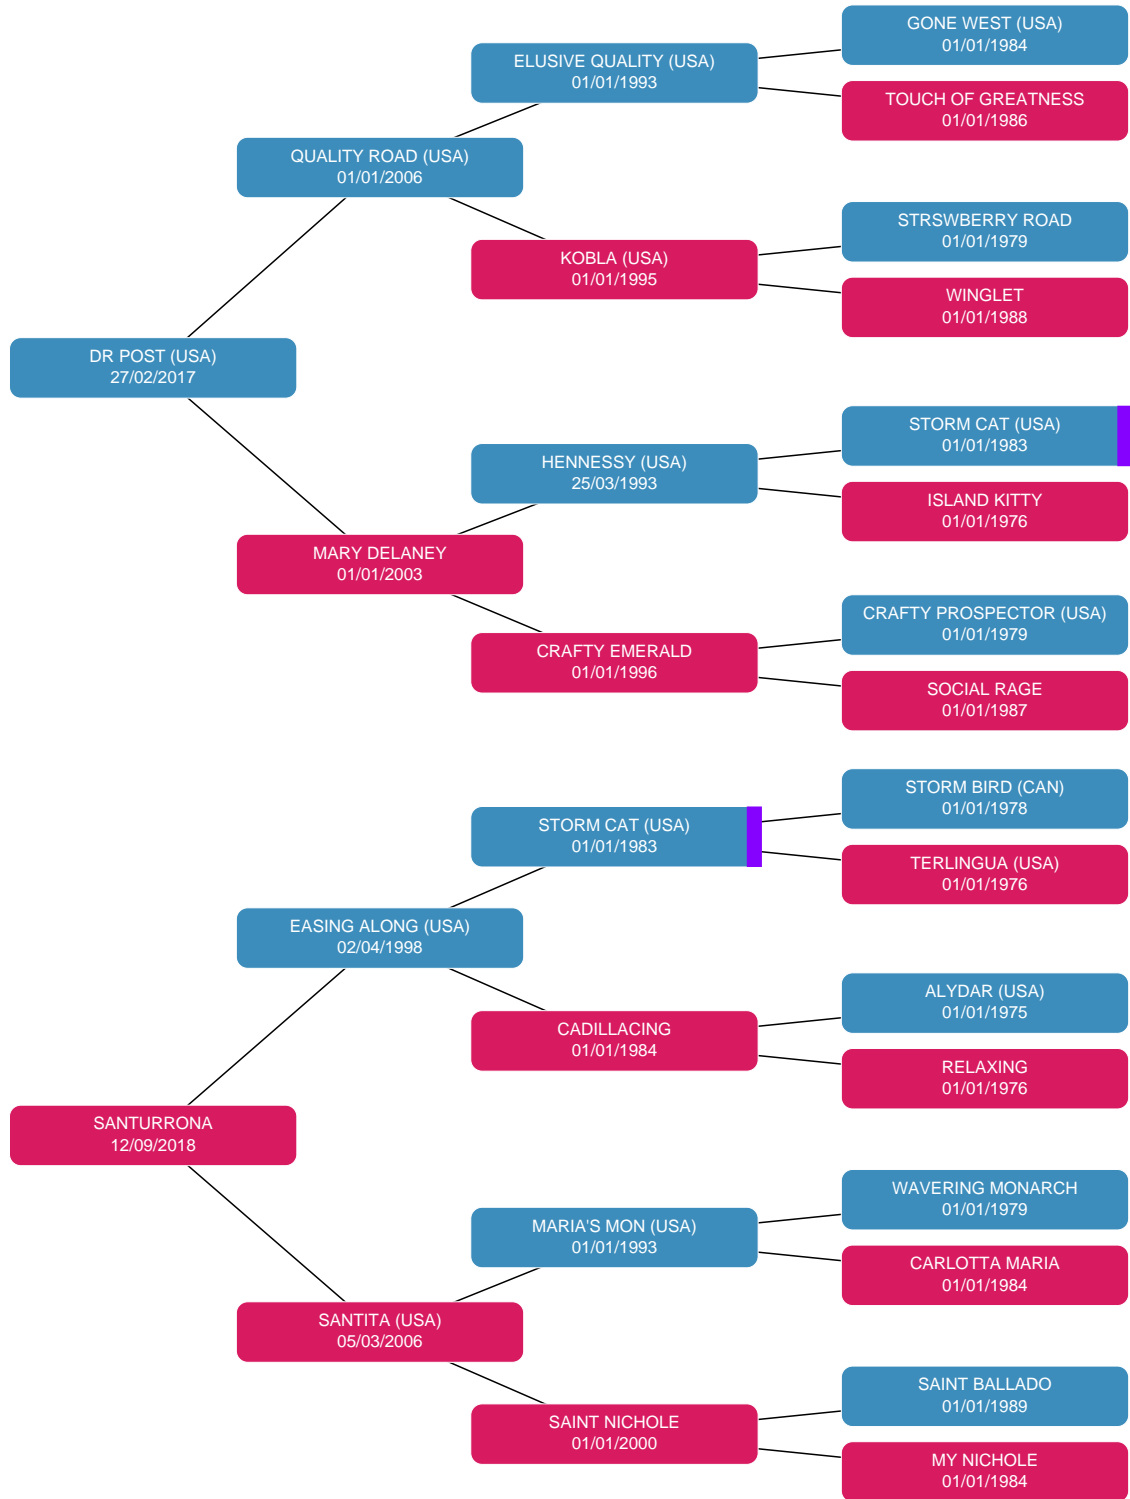 GONE WEST (USA)
01/01/1984
ELUSIVE QUALITY (USA)
01/01/1993
TOUCH OF GREATNESS
01/01/1986
QUALITY ROAD (USA)
01/01/2006
STRSWBERRY ROAD
01/01/1979
KOBLA (USA)
01/01/1995
WINGLET
01/01/1988
DR POST (USA)
27/02/2017
STORM CAT (USA)
01/01/1983
HENNESSY (USA)
25/03/1993
ISLAND KITTY
01/01/1976
MARY DELANEY
01/01/2003
CRAFTY PROSPECTOR (USA)
01/01/1979
CRAFTY EMERALD
01/01/1996
SOCIAL RAGE
01/01/1987
STORM BIRD (CAN)
01/01/1978
STORM CAT (USA)
01/01/1983
TERLINGUA (USA)
01/01/1976
EASING ALONG (USA)
02/04/1998
ALYDAR (USA)
01/01/1975
CADILLACING
01/01/1984
RELAXING
01/01/1976
SANTURRONA
12/09/2018
WAVERING MONARCH
01/01/1979
MARIA'S MON (USA)
01/01/1993
CARLOTTA MARIA
01/01/1984
SANTITA (USA)
05/03/2006
SAINT BALLADO
01/01/1989
SAINT NICHOLE
01/01/2000
MY NICHOLE
01/01/1984